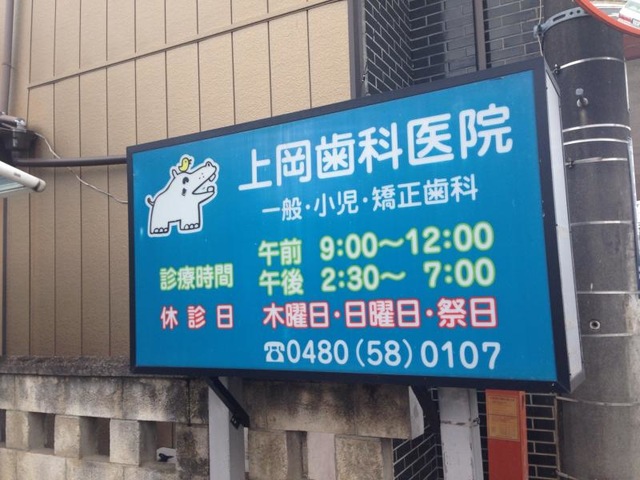 上岡歯科医院
一般・小児・矯正歯科
診療時間 午前 9:00～12:00
午後 2:30～ 7:00
休診日 木曜日・日曜日・祭日
☎0480(58)0107